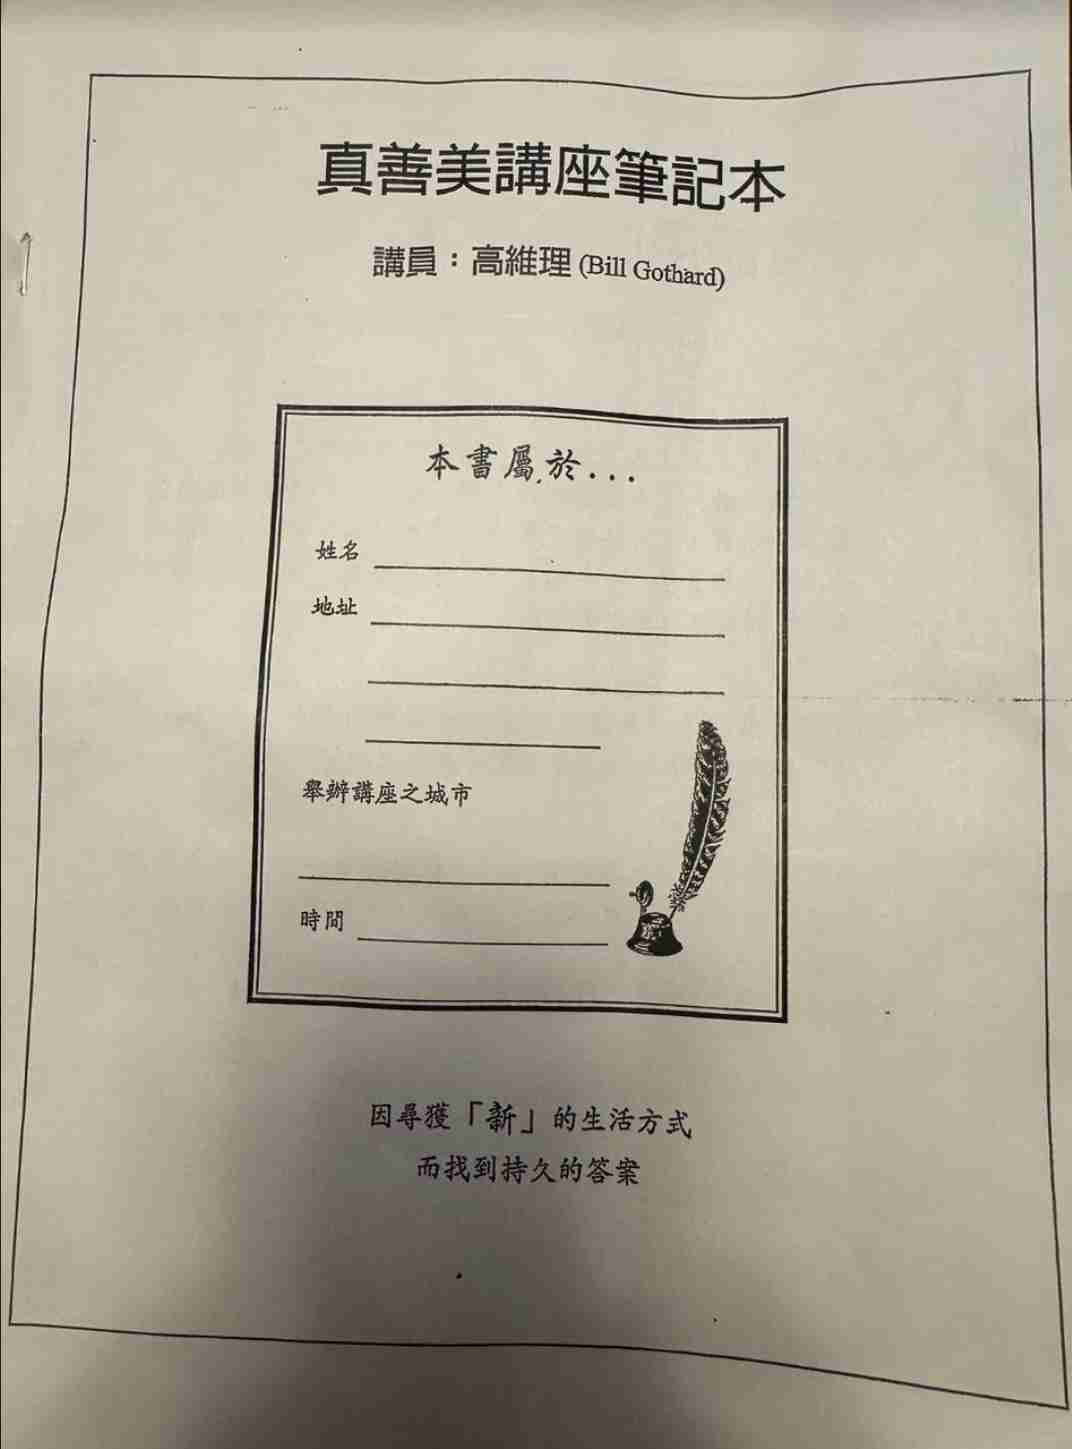 真善美講座筆記本
講員：高維理 (Bill Gothard)
本書屬於...
姓名
地址
舉辦講座之城市
時間
因尋獲「新」的生活方式
而找到持久的答案